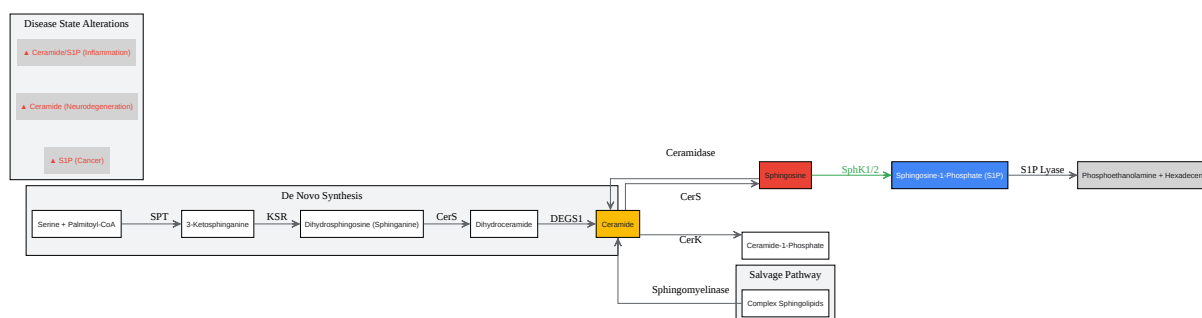 Disease State Alterations
▲ Ceramide/S1P (Inflammation)
▲ Ceramide (Neurodegeneration)
▲ S1P (Cancer)
De Novo Synthesis
Serine + Palmitoyl-CoA
SPT
3-Ketosphinganine
KSR
Dihydrosphingosine (Sphinganine)
CerS
Dihydroceramide
DEGS1
Ceramide
Ceramidase
CerS
Sphingosine
SphK1/2
Sphingosine-1-Phosphate (S1P)
S1P Lyase
Phosphoethanolamine + Hexadecen
CerK
Ceramide-1-Phosphate
Salvage Pathway
Sphingomyelinase
Complex Sphingolipids